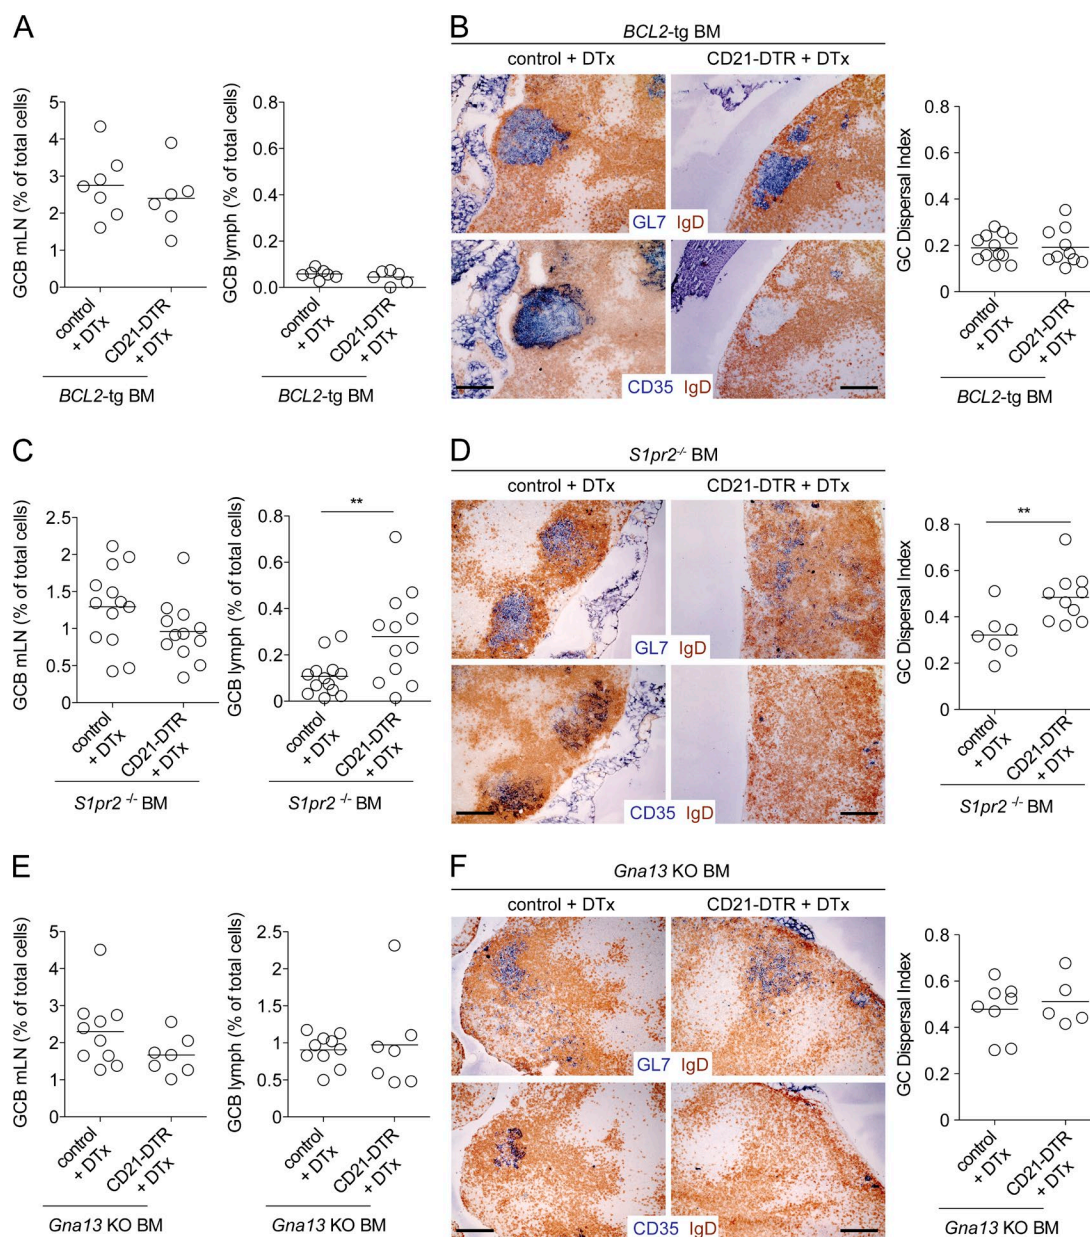 A
GCB mLN (% of total cells)
5
4
3
2
1
0
control
+ DTx
CD21-DTR
+ DTx
BCL2-tg BM
GCB lymph (% of total cells)
0.8
0.6
0.4
0.2
0.0
control
+ DTx
CD21-DTR
+ DTx
BCL2-tg BM
B
BCL2-tg BM
control + DTx
CD21-DTR + DTx
GL7 IgD
CD35 IgD
GC Dispersal Index
0.8
0.6
0.4
0.2
0
control
+ DTx
CD21-DTR
+ DTx
BCL2-tg BM
C
GCB mLN (% of total cells)
2.5
2
1.5
1
0.5
0
control
+ DTx
CD21-DTR
+ DTx
S1pr2 -/- BM
GCB lymph (% of total cells)
0.8
0.6
0.4
0.2
0
**
control
+ DTx
CD21-DTR
+ DTx
S1pr2 -/- BM
D
S1pr2-/- BM
control + DTx
CD21-DTR + DTx
GL7 IgD
CD35 IgD
GC Dispersal Index
0.8
0.6
0.4
0.2
0
**
control
+ DTx
CD21-DTR
+ DTx
S1pr2 -/- BM
E
GCB mLN (% of total cells)
5
4
3
2
1
0
control
+ DTx
CD21-DTR
+ DTx
Gna13 KO BM
GCB lymph (% of total cells)
2.5
2
1.5
1
0.5
0
control
+ DTx
CD21-DTR
+ DTx
Gna13 KO BM
F
Gna13 KO BM
control + DTx
CD21-DTR + DTx
GL7 IgD
CD35 IgD
GC Dispersal Index
0.8
0.6
0.4
0.2
0
control
+ DTx
CD21-DTR
+ DTx
Gna13 KO BM